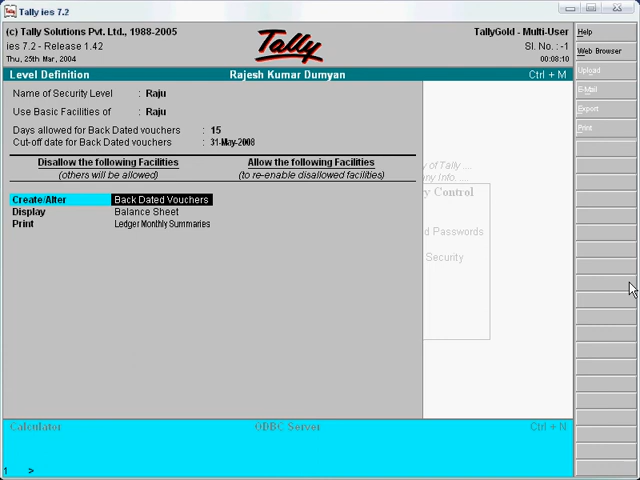 Tally ies 7.2
(c) Tally Solutions Pvt. Ltd., 1988-2005
ies 7.2 - Release 1.42
Thu, 25th Mar, 2004
Tally
TallyGold - Multi-User
Sl. No.: -1
00:08:10
Level Definition Rajesh Kumar Dumyan Ctrl + M
Name of Security Level : Raju
Use Basic Facilities of : Raju
Days allowed for Back Dated vouchers : 15
Cut-off date for Back Dated vouchers : 31-May-2008
Disallow the following Facilities Allow the following Facilities
(others will be allowed) (to re-enable disallowed facilities)
Create/Alter Back Dated Vouchers
Display Balance Sheet
Print Ledger Monthly Summaries
y of Tally ....
ny Info. ....
y Control
d Passwords
Security
Help
Web Browser
Upload
E-Mail
Export
Print
Calculator ODBC Server Ctrl + N
1 >